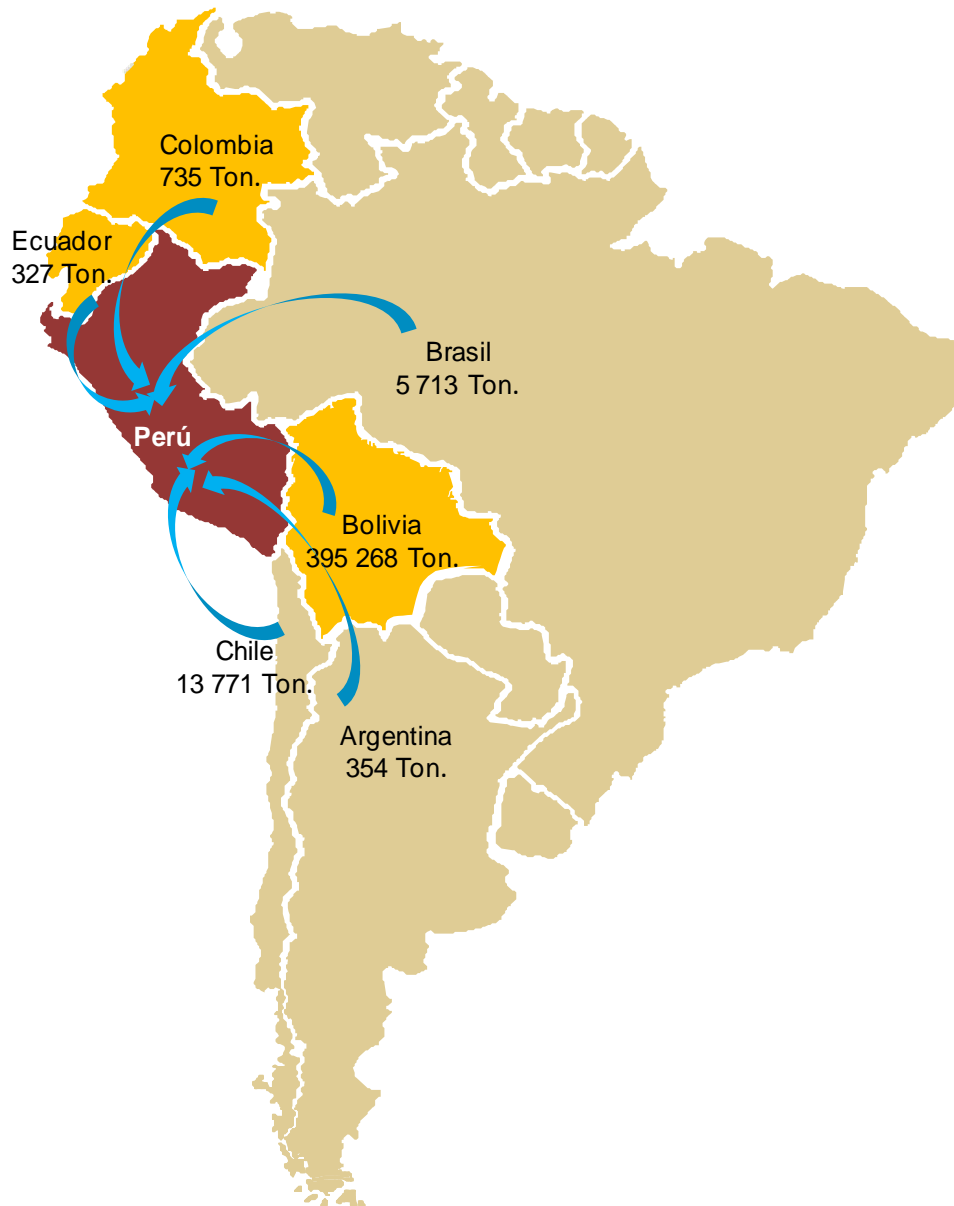 Colombia
735 Ton.
Ecuador
327 Ton.
Brasil
5 713 Ton.
Perú
Bolivia
395 268 Ton.
Chile
13 771 Ton.
Argentina
354 Ton.